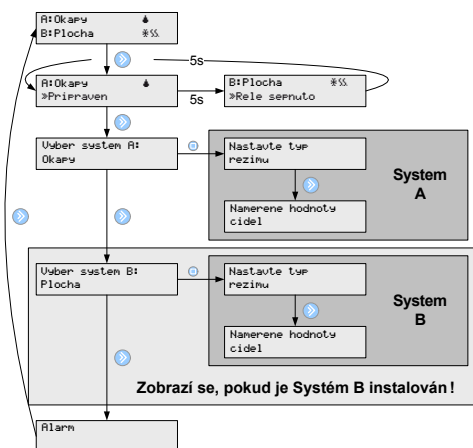 A:Okapy
B:Plocha
5s
A:Okapy
»Pripraven
5s
B:Plocha
»Rele sepnuto
Vyber system A:
Okapy
Nastavte typ
rezimu
System
A
Namerene hodnoty
cidel
Vyber system B:
Plocha
Nastavte typ
rezimu
System
B
Namerene hodnoty
cidel
Zobrazí se, pokud je Systém B instalován!
Alarm